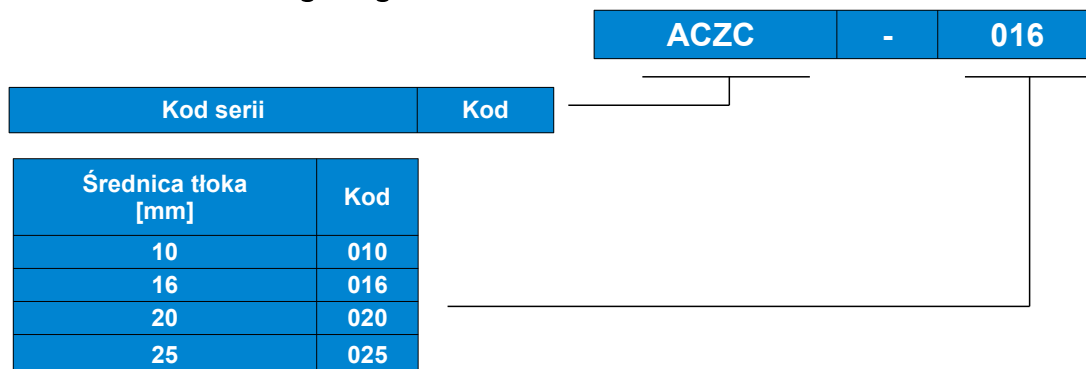 ACZC - 016
Kod serii Kod
Średnica tłoka
[mm] Kod
10 010
16 016
20 020
25 025